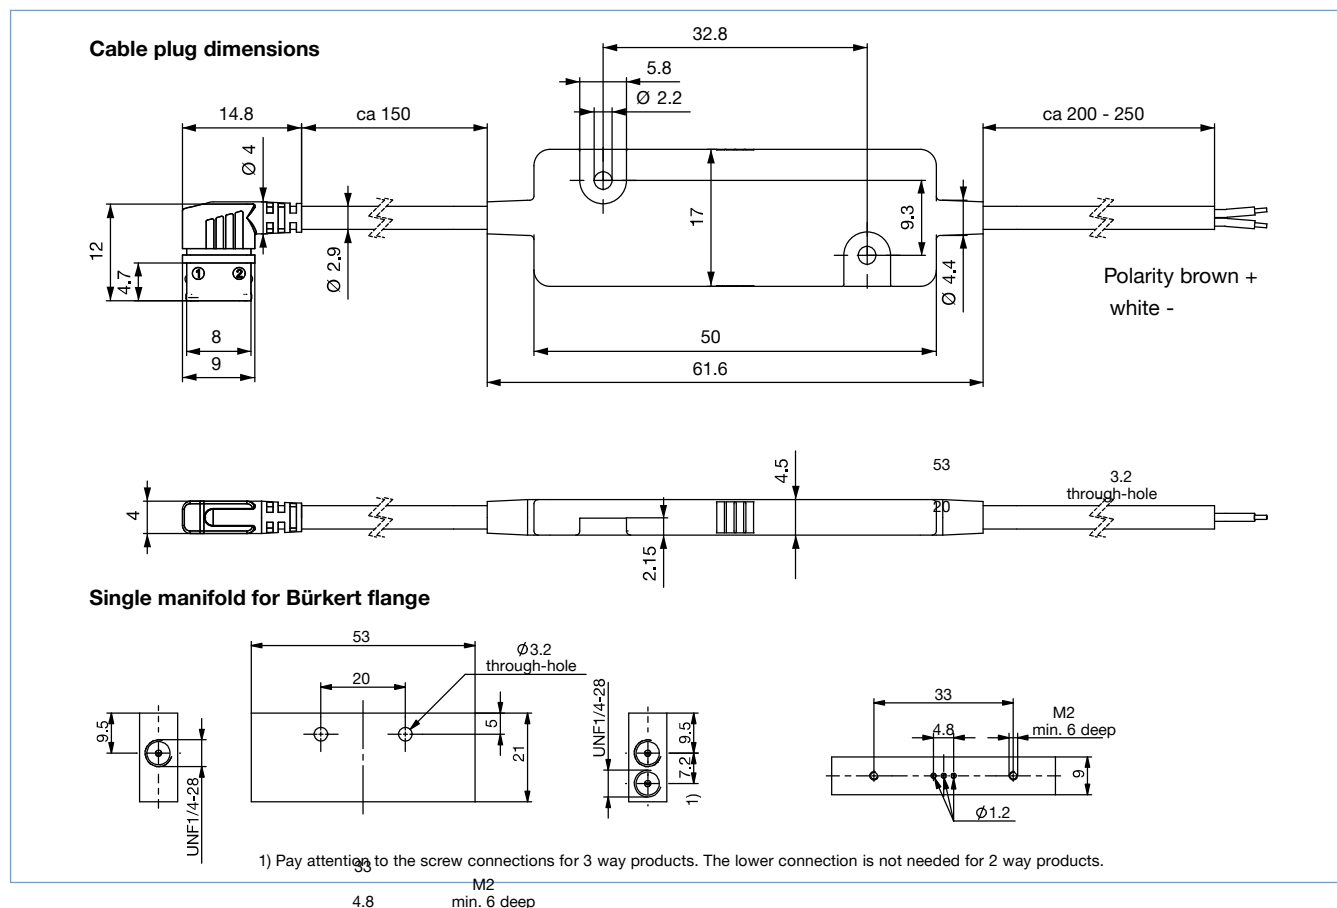 Cable plug dimensions
32.8
5.8
Ø 2.2
14.8
ca 150
ca 200 - 250
Ø 4
12
4.7
1 2
Ø 2.9
17
9.3
Ø 4.4
Polarity brown +
white -
8
9
50
61.6
4
4.5
2.15
53
20
3.2
through-hole
Single manifold for Bürkert flange
9.5
UNF1/4-28
53
20
Ø3.2
through-hole
5
21
UNF1/4-28
9.5
7.2
1)
33
4.8
M2
min. 6 deep
9
Ø1.2
1) Pay attention to the screw connections for 3 way products. The lower connection is not needed for 2 way products.
33
M2
4.8
min. 6 deep